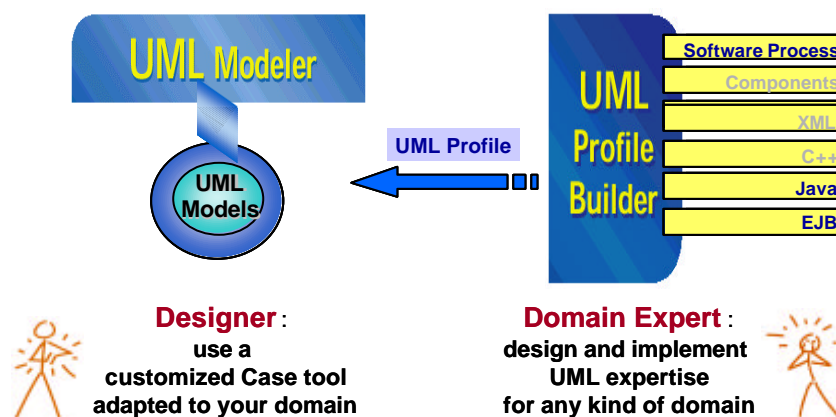 UML Modeler
UML
Models
UML Profile
UML
Profile
Builder
Software Process
Components
XML
C++
Java
EJB
Designer :
use a
customized Case tool
adapted to your domain
Domain Expert :
design and implement
UML expertise
for any kind of domain